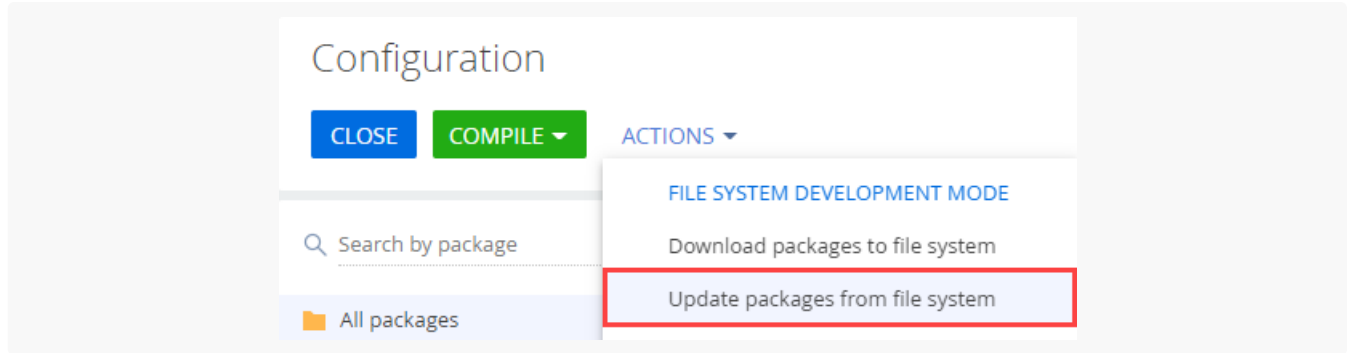 Configuration
CLOSE COMPILE ACTIONS
FILE SYSTEM DEVELOPMENT MODE
Search by package
Download packages to file system
Update packages from file system
All packages